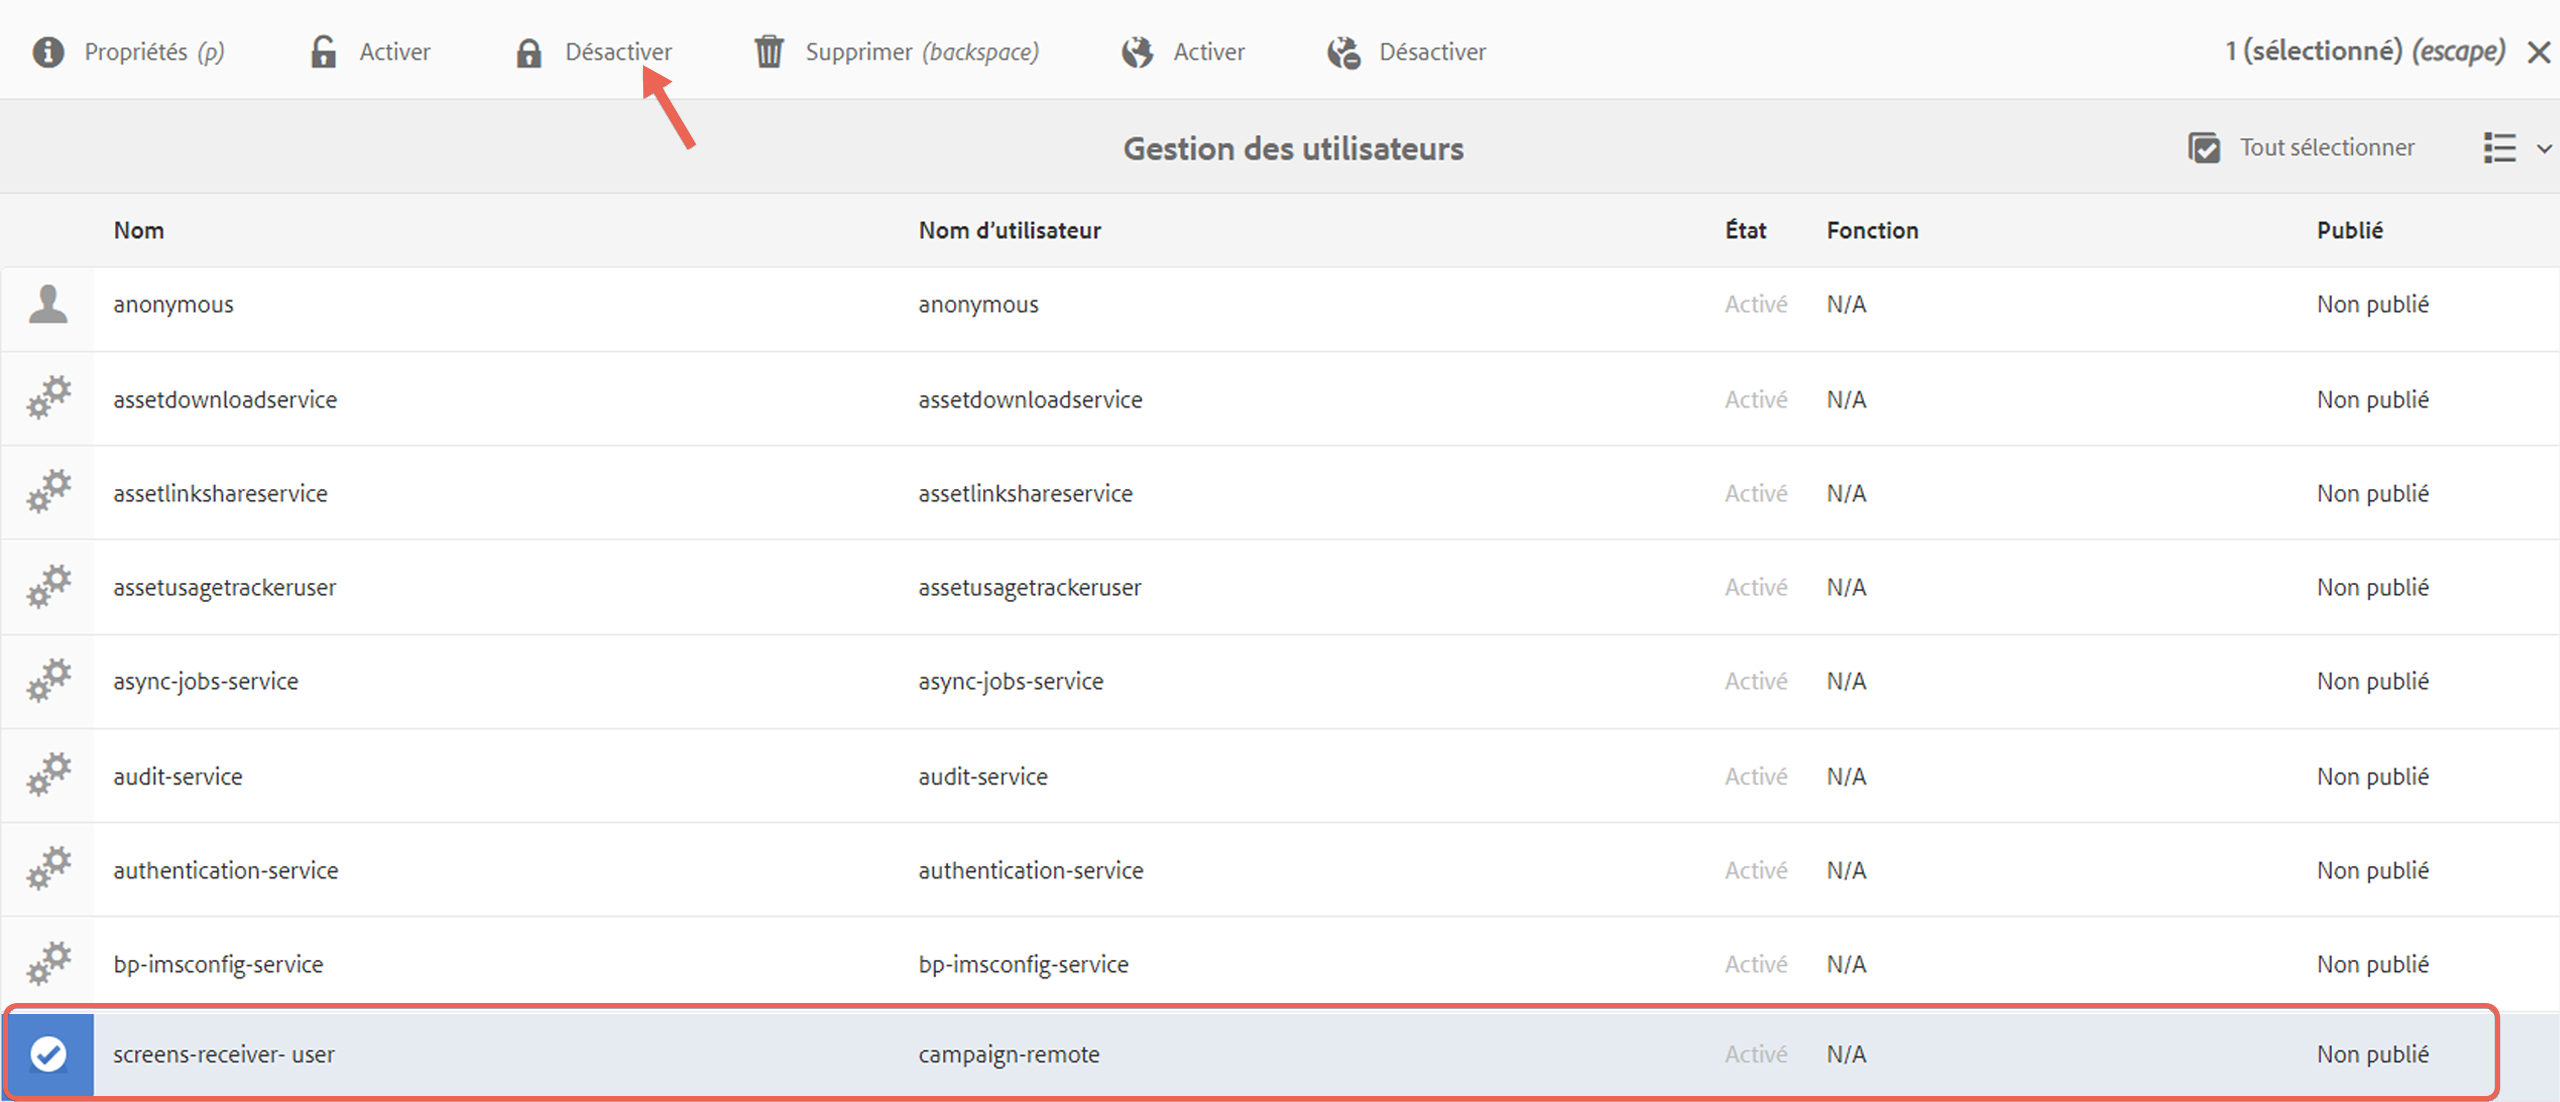 Propriétés (p) Activer Désactiver Supprimer (backspace) Activer Désactiver 1 (sélectionné) (escape)
Gestion des utilisateurs Tout sélectionner
Nom Nom d’utilisateur État Fonction Publié
anonymous anonymous Activé N/A Non publié
assetdownloadservice assetdownloadservice Activé N/A Non publié
assetlinkshareservice assetlinkshareservice Activé N/A Non publié
assetusagetrackeruser assetusagetrackeruser Activé N/A Non publié
async-jobs-service async-jobs-service Activé N/A Non publié
audit-service audit-service Activé N/A Non publié
authentication-service authentication-service Activé N/A Non publié
bp-imsconfig-service bp-imsconfig-service Activé N/A Non publié
screens-receiver- user campaign-remote Activé N/A Non publié